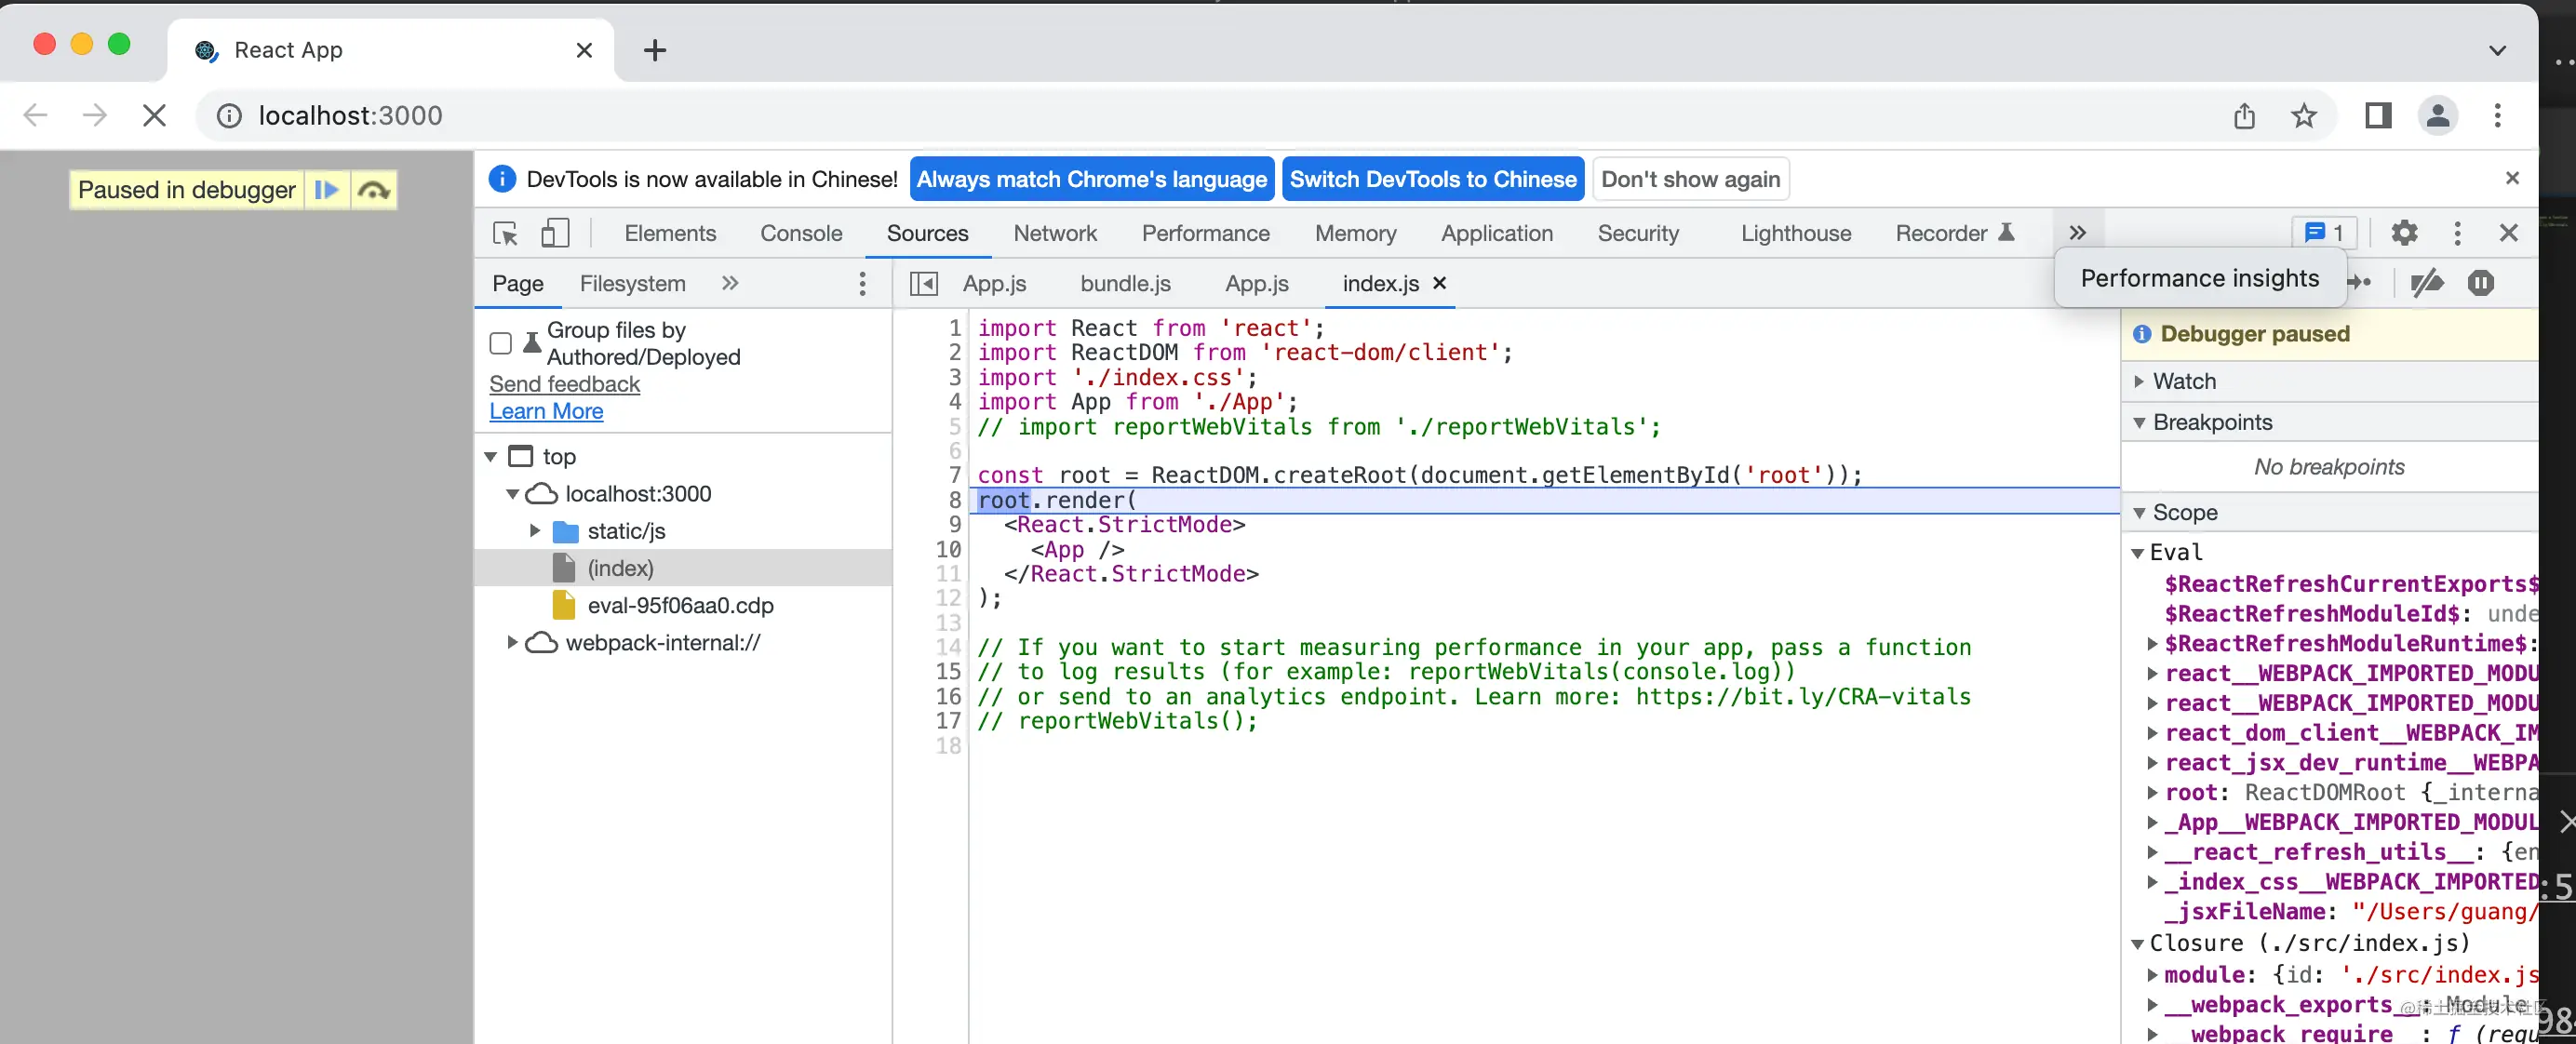 React App
localhost:3000
Paused in debugger
DevTools is now available in Chinese! Always match Chrome's language Switch DevTools to Chinese Don't show again
Elements Console Sources Network Performance Memory Application Security Lighthouse Recorder 1
Performance insights
Page Filesystem
App.js bundle.js App.js index.js
Group files by
Authored/Deployed
Send feedback
Learn More
top
localhost:3000
static/js
(index)
eval-95f06aa0.cdp
webpack-internal://
1 import React from 'react';
2 import ReactDOM from 'react-dom/client';
3 import './index.css';
4 import App from './App';
5 // import reportWebVitals from './reportWebVitals';
6
7 const root = ReactDOM.createRoot(document.getElementById('root'));
8 root.render(
9 <React.StrictMode>
10 <App />
11 </React.StrictMode>
12 );
13
14 // If you want to start measuring performance in your app, pass a function
15 // to log results (for example: reportWebVitals(console.log))
16 // or send to an analytics endpoint. Learn more: https://bit.ly/CRA-vitals
17 // reportWebVitals();
18
Debugger paused
Watch
Breakpoints
No breakpoints
Scope
Eval
$ReactRefreshCurrentExports$
$ReactRefreshModuleId$: unde
$ReactRefreshModuleRuntime$:
react__WEBPACK_IMPORTED_MODU
react__WEBPACK_IMPORTED_MODU
react_dom_client__WEBPACK_IM
react_jsx_dev_runtime__WEBPA
root: ReactDOMRoot {_interna
_App__WEBPACK_IMPORTED_MODUL
__react_refresh_utils__: {en
_index_css__WEBPACK_IMPORTED
_jsxFileName: "/Users/guang/
Closure (./src/index.js)
module: {id: './src/index.js
__webpack_exports__: Module
__webpack_require__: ƒ (requ
@稀土掘金技术社区
:5
98